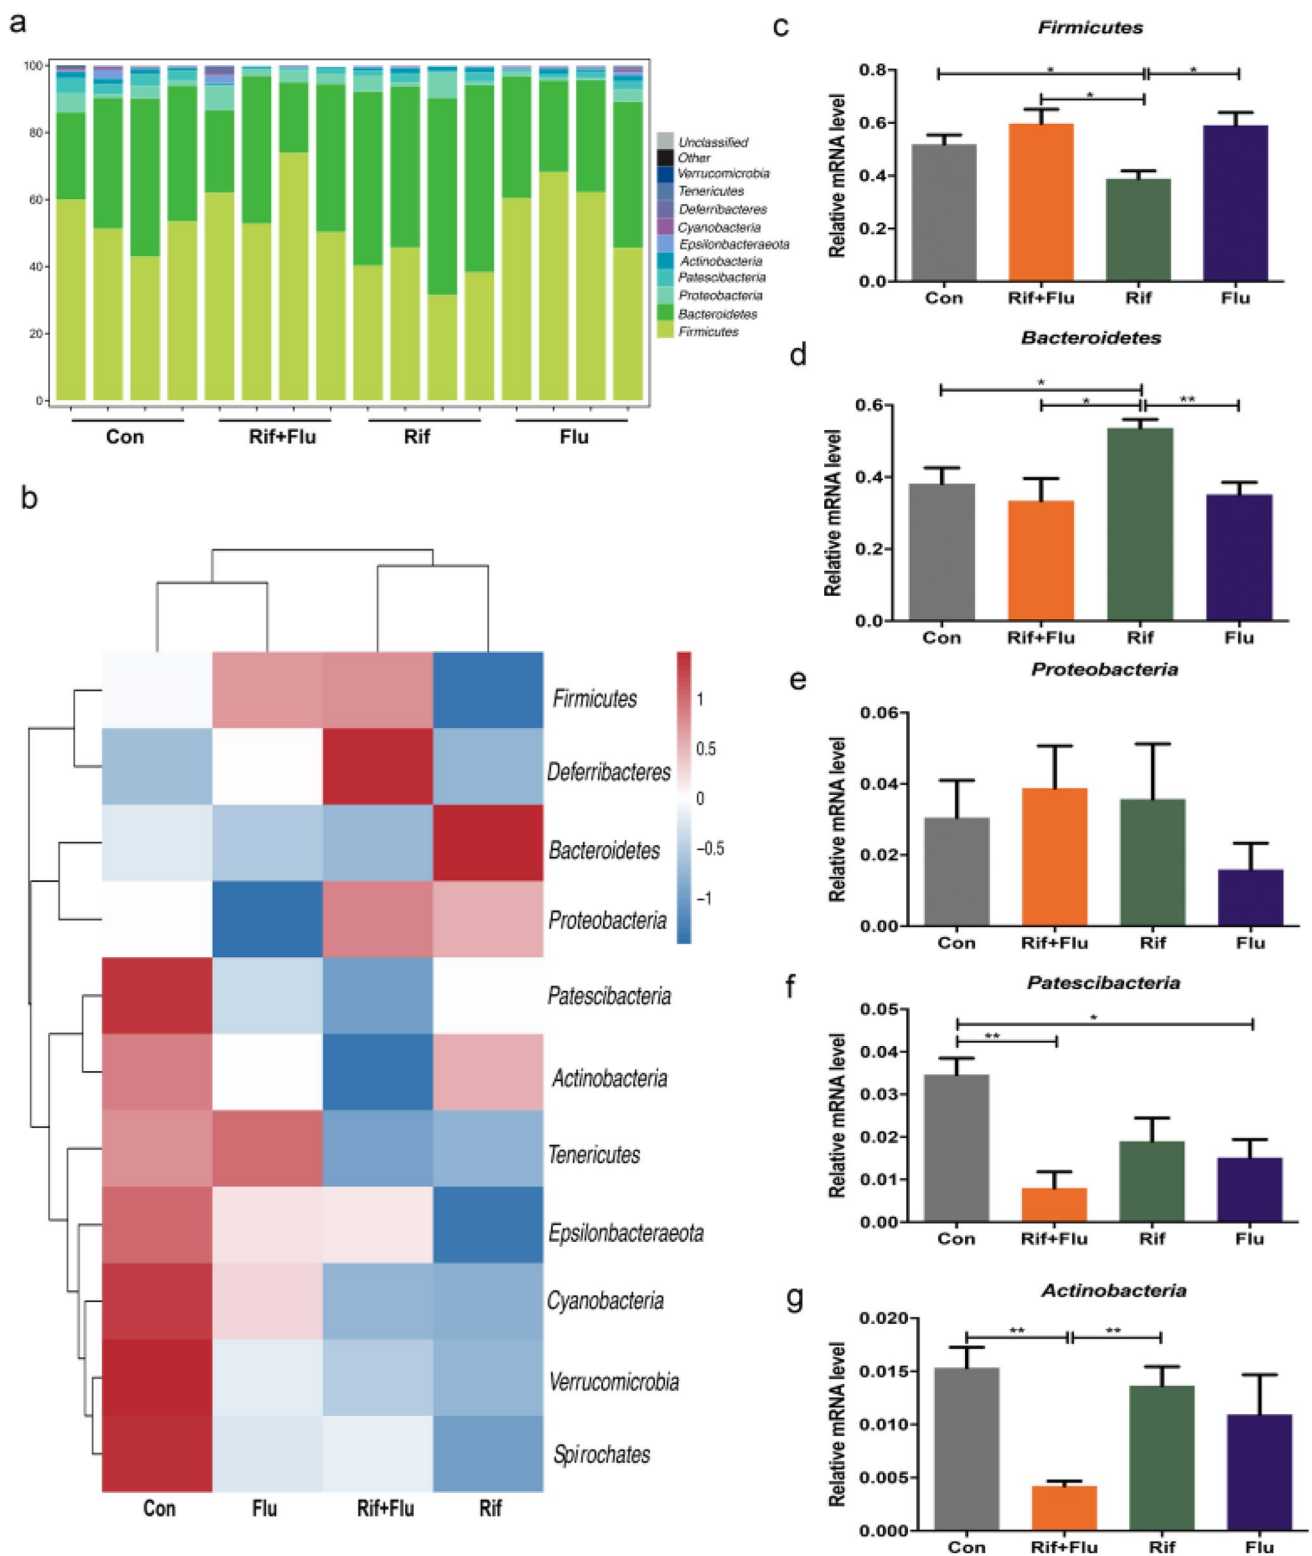 a
100
80
60
40
20
0
Con
Rif+Flu
Rif
Flu
Unclassified
Other
Verrucomicrobia
Tenericutes
Deferribacteres
Cyanobacteria
Epsilonbacteraeota
Actinobacteria
Patescibacteria
Proteobacteria
Bacteroidetes
Firmicutes
b
Firmicutes
Deferribacteres
Bacteroidetes
Proteobacteria
Patescibacteria
Actinobacteria
Tenericutes
Epsilonbacteraeota
Cyanobacteria
Verrucomicrobia
Spirochates
1
0.5
0
−0.5
−1
Con
Flu
Rif+Flu
Rif
c
Firmicutes
Relative mRNA level
0.8
0.6
0.4
0.2
0.0
*
*
*
Con
Rif+Flu
Rif
Flu
d
Bacteroidetes
Relative mRNA level
0.6
0.4
0.2
0.0
*
*
**
Con
Rif+Flu
Rif
Flu
e
Proteobacteria
Relative mRNA level
0.06
0.04
0.02
0.00
Con
Rif+Flu
Rif
Flu
f
Patescibacteria
Relative mRNA level
0.05
0.04
0.03
0.02
0.01
0.00
*
**
Con
Rif+Flu
Rif
Flu
g
Actinobacteria
Relative mRNA level
0.020
0.015
0.010
0.005
0.000
**
**
Con
Rif+Flu
Rif
Flu